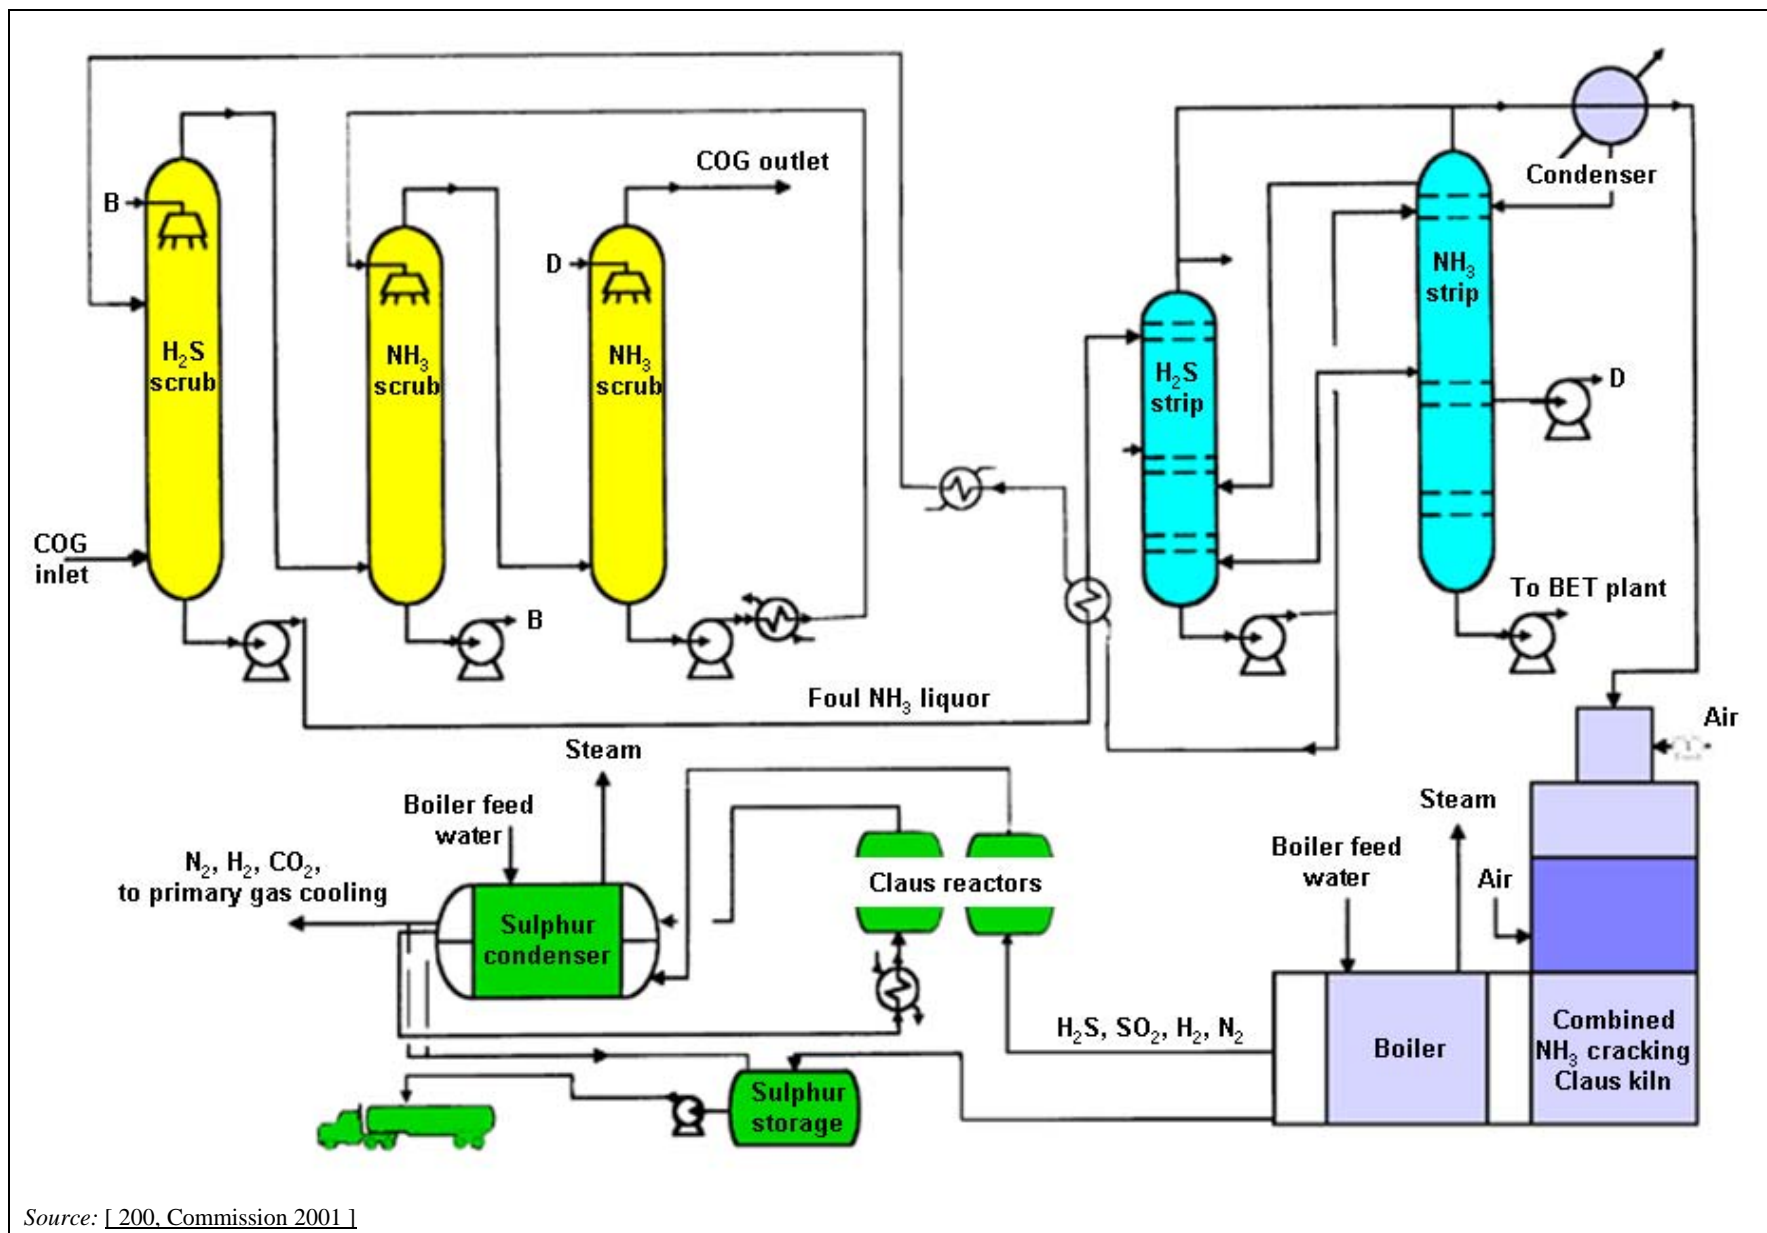 COG outlet
Condenser
B
D
NH₃
strip
H₂S
scrub
NH₃
scrub
NH₃
scrub
H₂S
strip
D
COG
inlet
B
To BET plant
Foul NH₃ liquor
Air
Steam
Boiler feed
water
Steam
N₂, H₂, CO₂,
to primary gas cooling
Claus reactors
Boiler feed
water
Air
Sulphur
condenser
H₂S, SO₂, H₂, N₂
Boiler
Combined
NH₃ cracking
Claus kiln
Sulphur
storage
Source: [ 200, Commission 2001 ]